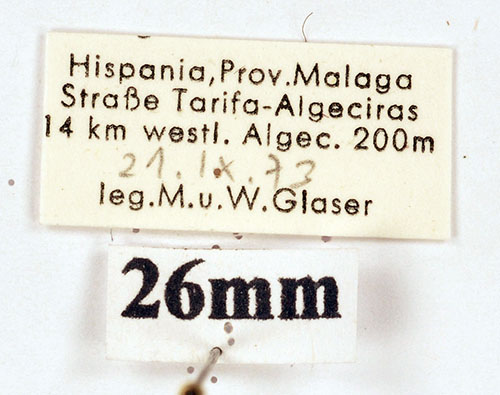 Hispania,Prov.Malaga
Straße Tarifa-Algeciras
14 km westl. Algec. 200m
21.IX.73
leg.M.u.W.Glaser
26mm